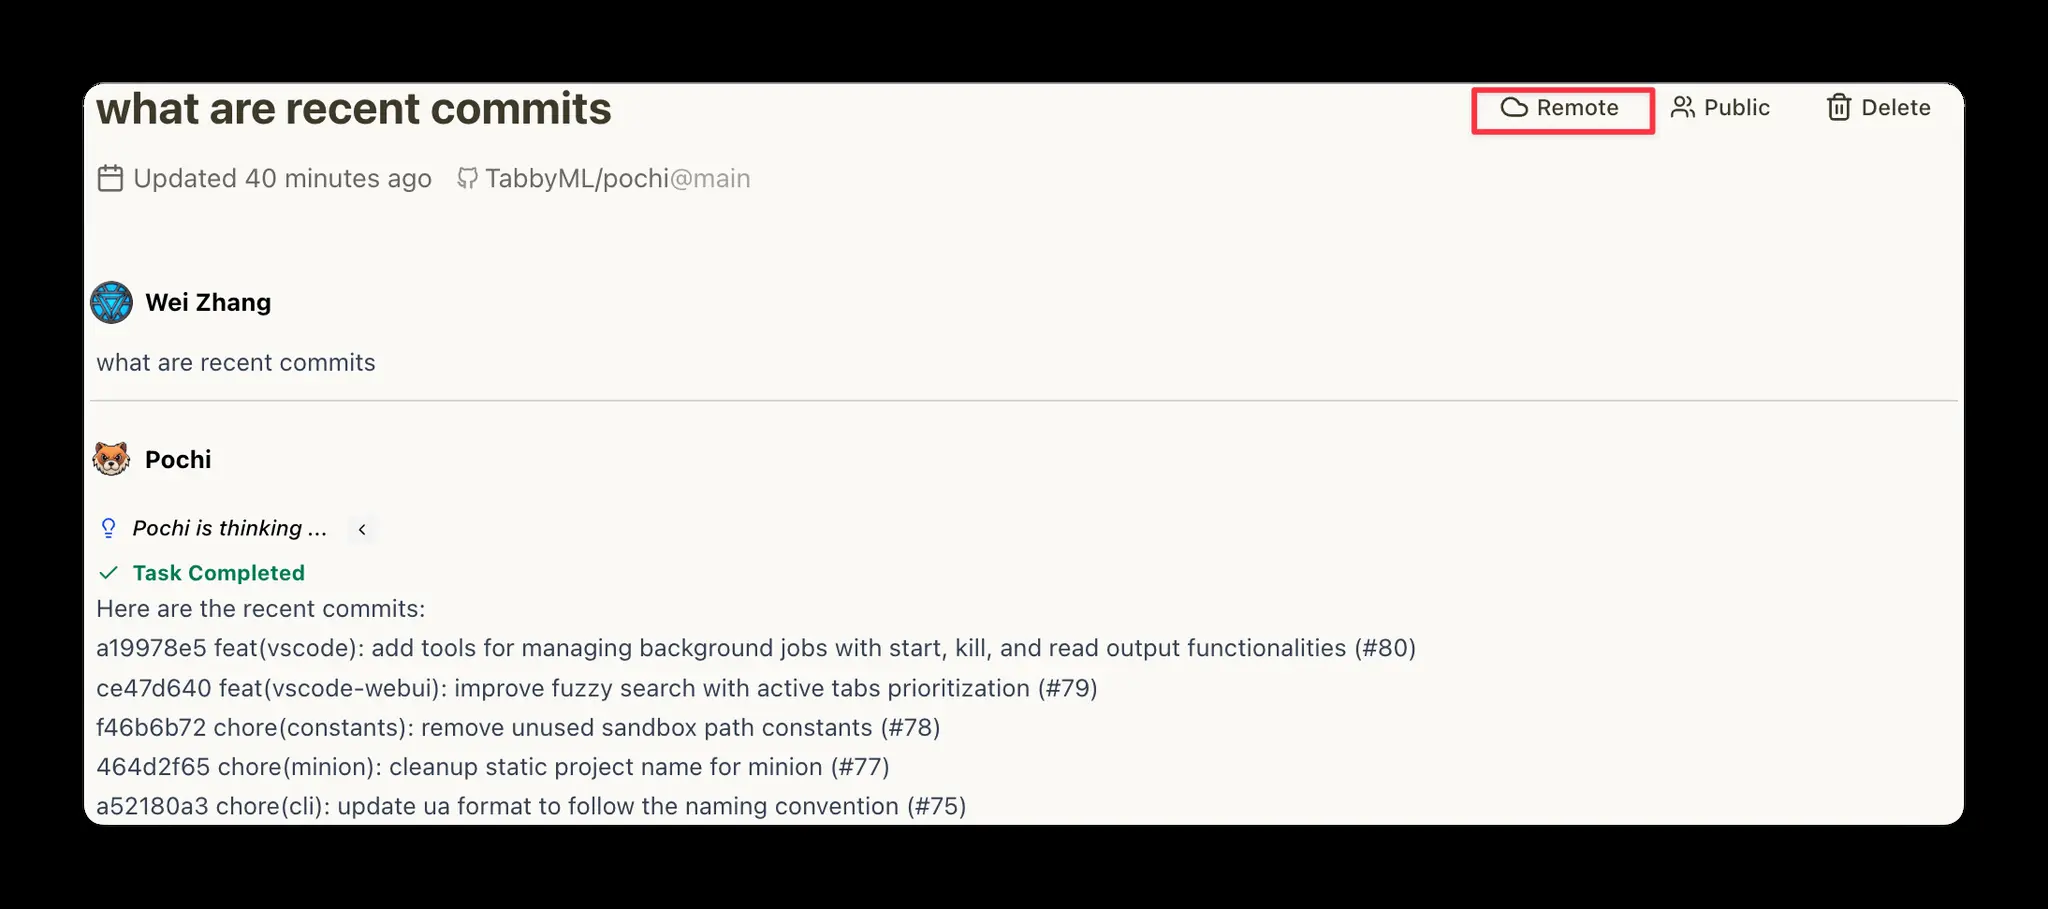 what are recent commits
Remote
Public
Delete
Updated 40 minutes ago
TabbyML/pochi@main
Wei Zhang
what are recent commits
Pochi
Pochi is thinking ...
Task Completed
Here are the recent commits:
a19978e5 feat(vscode): add tools for managing background jobs with start, kill, and read output functionalities (#80)
ce47d640 feat(vscode-webui): improve fuzzy search with active tabs prioritization (#79)
f46b6b72 chore(constants): remove unused sandbox path constants (#78)
464d2f65 chore(minion): cleanup static project name for minion (#77)
a52180a3 chore(cli): update ua format to follow the naming convention (#75)